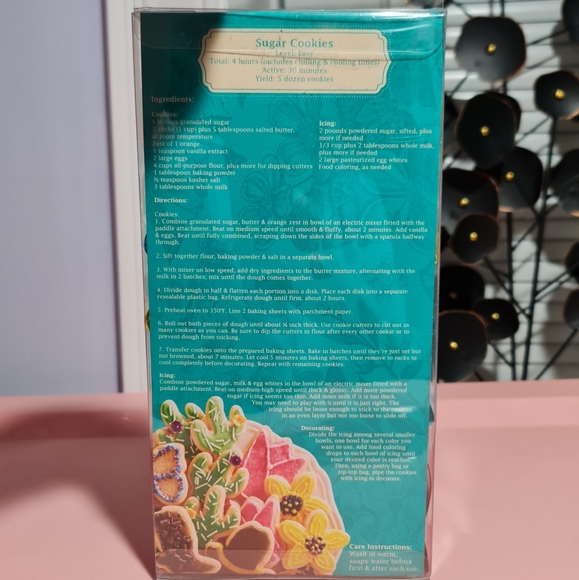 Sugar Cookies
Level: Easy
Total: 4 hours (includes chilling & cooling times)
Active: 30 minutes
Yield: 5 dozen cookies
Ingredients:
Cookies:
cups granulated sugar
2 sticks (1 cup) plus 5 tablespoons salted butter,
at room temperature
Zest of 1 orange
1 teaspoon vanilla extract
2 large eggs
4 cups all-purpose flour, plus more for dipping cutters
1 tablespoon baking powder
½ teaspoon kosher salt
3 tablespoons whole milk
Icing:
2 pounds powdered sugar, sifted, plus
more if needed
1/3 cup plus 2 tablespoons whole milk,
plus more if needed
2 large pasteurized egg whites
Food coloring, as needed
Directions:
Cookies:
1. Combine granulated sugar, butter & orange zest in bowl of an electric mixer fitted with the
paddle attachment. Beat on medium speed until smooth & fluffy, about 2 minutes. Add vanilla
& eggs. Beat until fully combined, scraping down the sides of the bowl with a spatula halfway
through.
2. Sift together flour, baking powder & salt in a separate bowl.
3. With mixer on low speed, add dry ingredients to the butter mixture, alternating with the
milk in 2 batches; mix until the dough comes together.
4. Divide dough in half & flatten each portion into a disk. Place each disk into a separate
resealable plastic bag. Refrigerate dough until firm, about 2 hours.
5. Preheat oven to 350°F. Line 2 baking sheets with parchment paper.
6. Roll out both pieces of dough until about ¼ inch thick. Use cookie cutters to cut out as
many cookies as you can. Be sure to dip the cutters in flour after every other cookie or to
prevent dough from sticking.
7. Transfer cookies onto the prepared baking sheets. Bake in batches until they're just set but
not browned, about 7 minutes. Let cool 5 minutes on baking sheets, then remove to racks to
cool completely before decorating. Repeat with remaining cookies.
Icing:
Combine powdered sugar, milk & egg whites in the bowl of an electric mixer fitted with a
paddle attachment. Beat on medium-high speed until thick & glossy. Add more powdered
sugar if icing seems too thin. Add more milk if it is too thick.
You may need to play with it until it is just right. The
icing should be loose enough to stick to the cookie
in an even layer but not too loose to slide off.
Decorating:
Divide the icing among several smaller
bowls, one bowl for each color you
want to use. Add food coloring
drops to each bowl of icing until
your desired color is reached.
Then, using a pastry bag or
zip-top bag, pipe the cookies
with icing to decorate.
Care Instructions:
Wash in warm,
soapy water before
first & after each use.